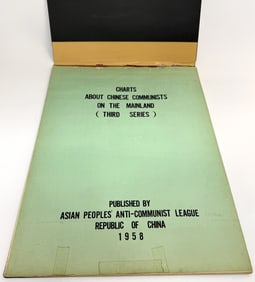 CHARTS
ABOUT CHINESE COMMUNISTS
ON THE MAINLAND
( THIRD SERIES )
PUBLISHED BY
ASIAN PEOPLES' ANTI-COMMUNIST LEAGUE
REPUBLIC OF CHINA
1958